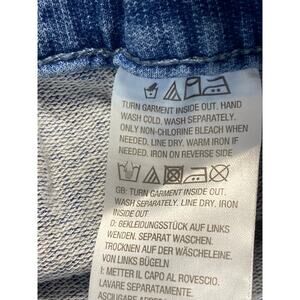 TURN GARMENT INSIDE OUT. HAND
WASH COLD. WASH SEPARATELY.
ONLY NON-CHLORINE BLEACH WHEN
NEEDED. LINE DRY. WARM IRON IF
NEEDED. IRON ON REVERSE SIDE
GB: TURN GARMENT INSIDE OUT.
WASH SEPARATELY. LINE DRY. IRON
INSIDE OUT
D: BEKLEIDUNGSSTÜCK AUF LINKS
WENDEN. SEPARAT WASCHEN.
TROCKNEN AUF DER WÄSCHELEINE.
VON LINKS BÜGELN
I: METTER IL CAPO AL ROVESCIO.
LAVARE SEPARATAMENTE.